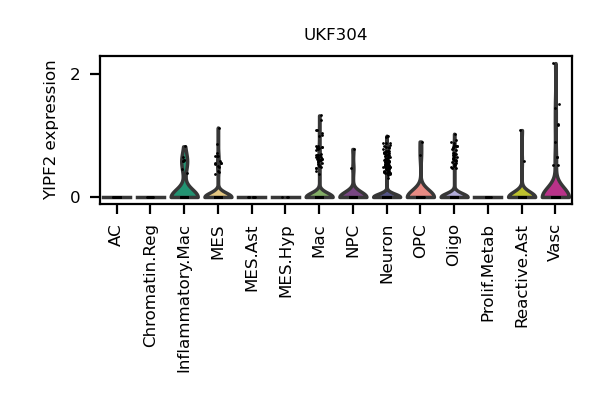 UKF304
YIPF2 expression
2
0
AC
Chromatin.Reg
Inflammatory.Mac
MES
MES.Ast
MES.Hyp
Mac
NPC
Neuron
OPC
Oligo
Prolif.Metab
Reactive.Ast
Vasc